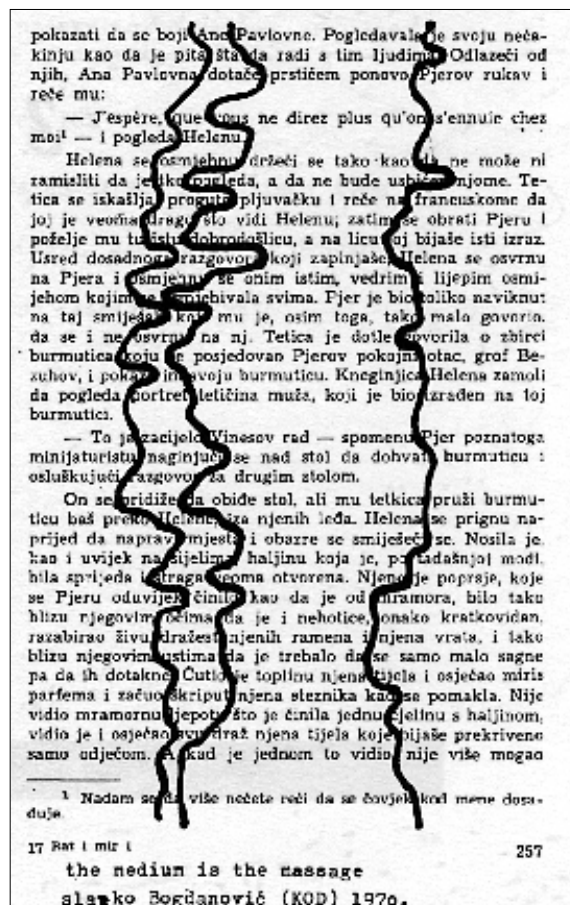 pokazati da se boji Ane Pavlovne. Pogledavala je svoju neća-
kinju kao da je pita šta da radi s tim ljudima. Odlazeći od
njih, Ana Pavlovna dotače prstićem ponovo Pjerov rukav i
reče mu:
— J'espère, que vous ne direz plus qu'on s'ennuie chez
moi¹ — i pogleda Helenu.
Helena se osmjehnu držeći se tako kao da ne može ni
zamisliti da je tko pogleda, a da ne bude ushićen njome. Te-
tica se iskašlja, proguta pljuvačku i reče na francuskome da
joj je veoma drago što vidi Helenu; zatim se obrati Pjeru i
poželje mu tu istu dobrodošlicu, a na licu joj bijaše isti izraz.
Usred dosadnoga razgovora koji zapinjaše, Helena se osvrnu
na Pjera i osmjehnu se onim istim, vedrim i lijepim osmi-
jehom kojim se smjehivala svima. Pjer je bio toliko naviknut
na taj smiješak koji mu je, osim toga, tako malo govorio,
da se i ne osvrnu na nj. Tetica je dotle govorila o zbirci
burmutica koju je posjedovao Pjerov pokojni otac, grof Be-
zuhov, i pokaza im svoju burmuticu. Kneginjica Helena zamoli
da pogleda portret tetičina muža, koji je bio izrađen na toj
burmutici.
— To je zacijelo Vinesov rad — spomenu Pjer poznatoga
minijaturistu naginjući se nad stol da dohvati burmuticu i
osluškujući razgovor za drugim stolom.
On se pridiže da obiđe stol, ali mu tetkica pruži burmu-
ticu baš preko Helene, iza njenih leđa. Helena se prignu na-
prijed da napravi mjesta i obazre se smiješeći se. Nosila je,
kao i uvijek na sijelima, haljinu koja je, po tadašnjoj modi,
bila sprijeda i straga veoma otvorena. Njeno je poprsje, koje
se Pjeru oduvijek činilo kao da je od mramora, bilo tako
blizu njegovim očima da je i nehotice, onako kratkovidan,
razabirao živu dražest njenih ramena i njena vrata, i tako
blizu njegovim ustima da je trebalo da se samo malo sagne
pa da ih dotakne. Ćutio je toplinu njena tijela i osjećao miris
parfema i začuo škriput njena steznika kad se pomakla. Nije
vidio mramornu ljepotu što je činila jednu cjelinu s haljinom,
vidio je i osjećao svu draž njena tijela koje bijaše prekriveno
samo odjećom. A kad je jednom to vidio, nije više mogao
¹ Nadam se da više nećete reći da se čovjek kod mene dosa-
đuje.
17 Rat i mir I
257
the medium is the massage
slavko Bogdanović (KOD) 1970.